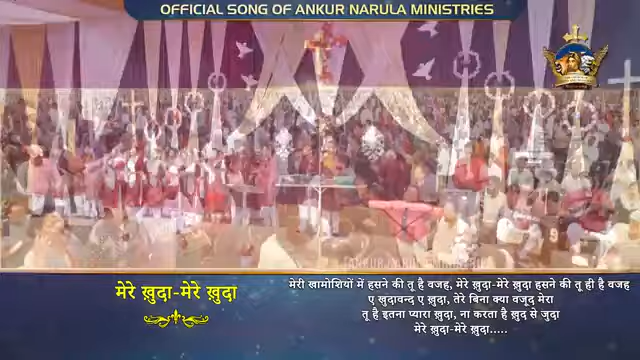 OFFICIAL SONG OF ANKUR NARULA MINISTRIES
मेरे ख़ुदा-मेरे ख़ुदा
मेरी खामोशियों में हसने की तू है वजह, मेरे ख़ुदा-मेरे ख़ुदा हसने की तू ही है वजह
ए खुदावन्द ए ख़ुदा, तेरे बिना क्या वजूद मेरा
तू है इतना प्यारा ख़ुदा, ना करता है ख़ुद से जुदा
मेरे ख़ुदा-मेरे ख़ुदा.....